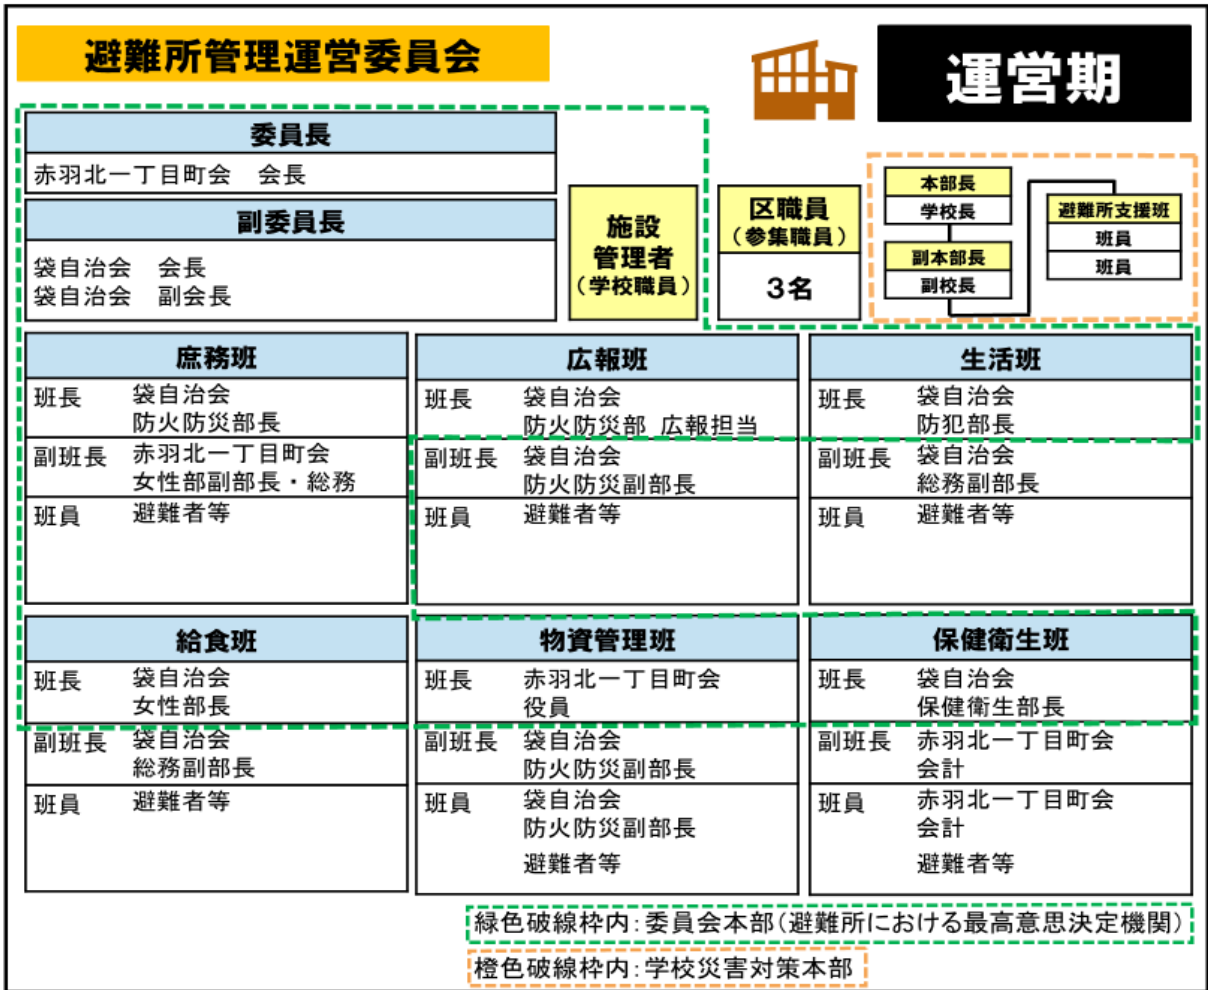 避難所管理運営委員会
運営期
委員長
赤羽北一丁目町会　会長
副委員長
袋自治会　会長
袋自治会　副会長
施設
管理者
（学校職員）
区職員
（参集職員）
３名
本部長
学校長
副本部長
副校長
避難所支援班
班員
班員
庶務班
班長　袋自治会
防火防災部長
副班長　赤羽北一丁目町会
女性部副部長・総務
班員　避難者等
広報班
班長　袋自治会
防火防災部 広報担当
副班長　袋自治会
防火防災副部長
班員　避難者等
生活班
班長　袋自治会
防犯部長
副班長　袋自治会
総務副部長
班員　避難者等
給食班
班長　袋自治会
女性部長
副班長　袋自治会
総務副部長
班員　避難者等
物資管理班
班長　赤羽北一丁目町会
役員
副班長　袋自治会
防火防災副部長
班員　袋自治会
防火防災副部長
避難者等
保健衛生班
班長　袋自治会
保健衛生部長
副班長　赤羽北一丁目町会
会計
班員　赤羽北一丁目町会
会計
避難者等
緑色破線枠内：委員会本部（避難所における最高意思決定機関）
橙色破線枠内：学校災害対策本部